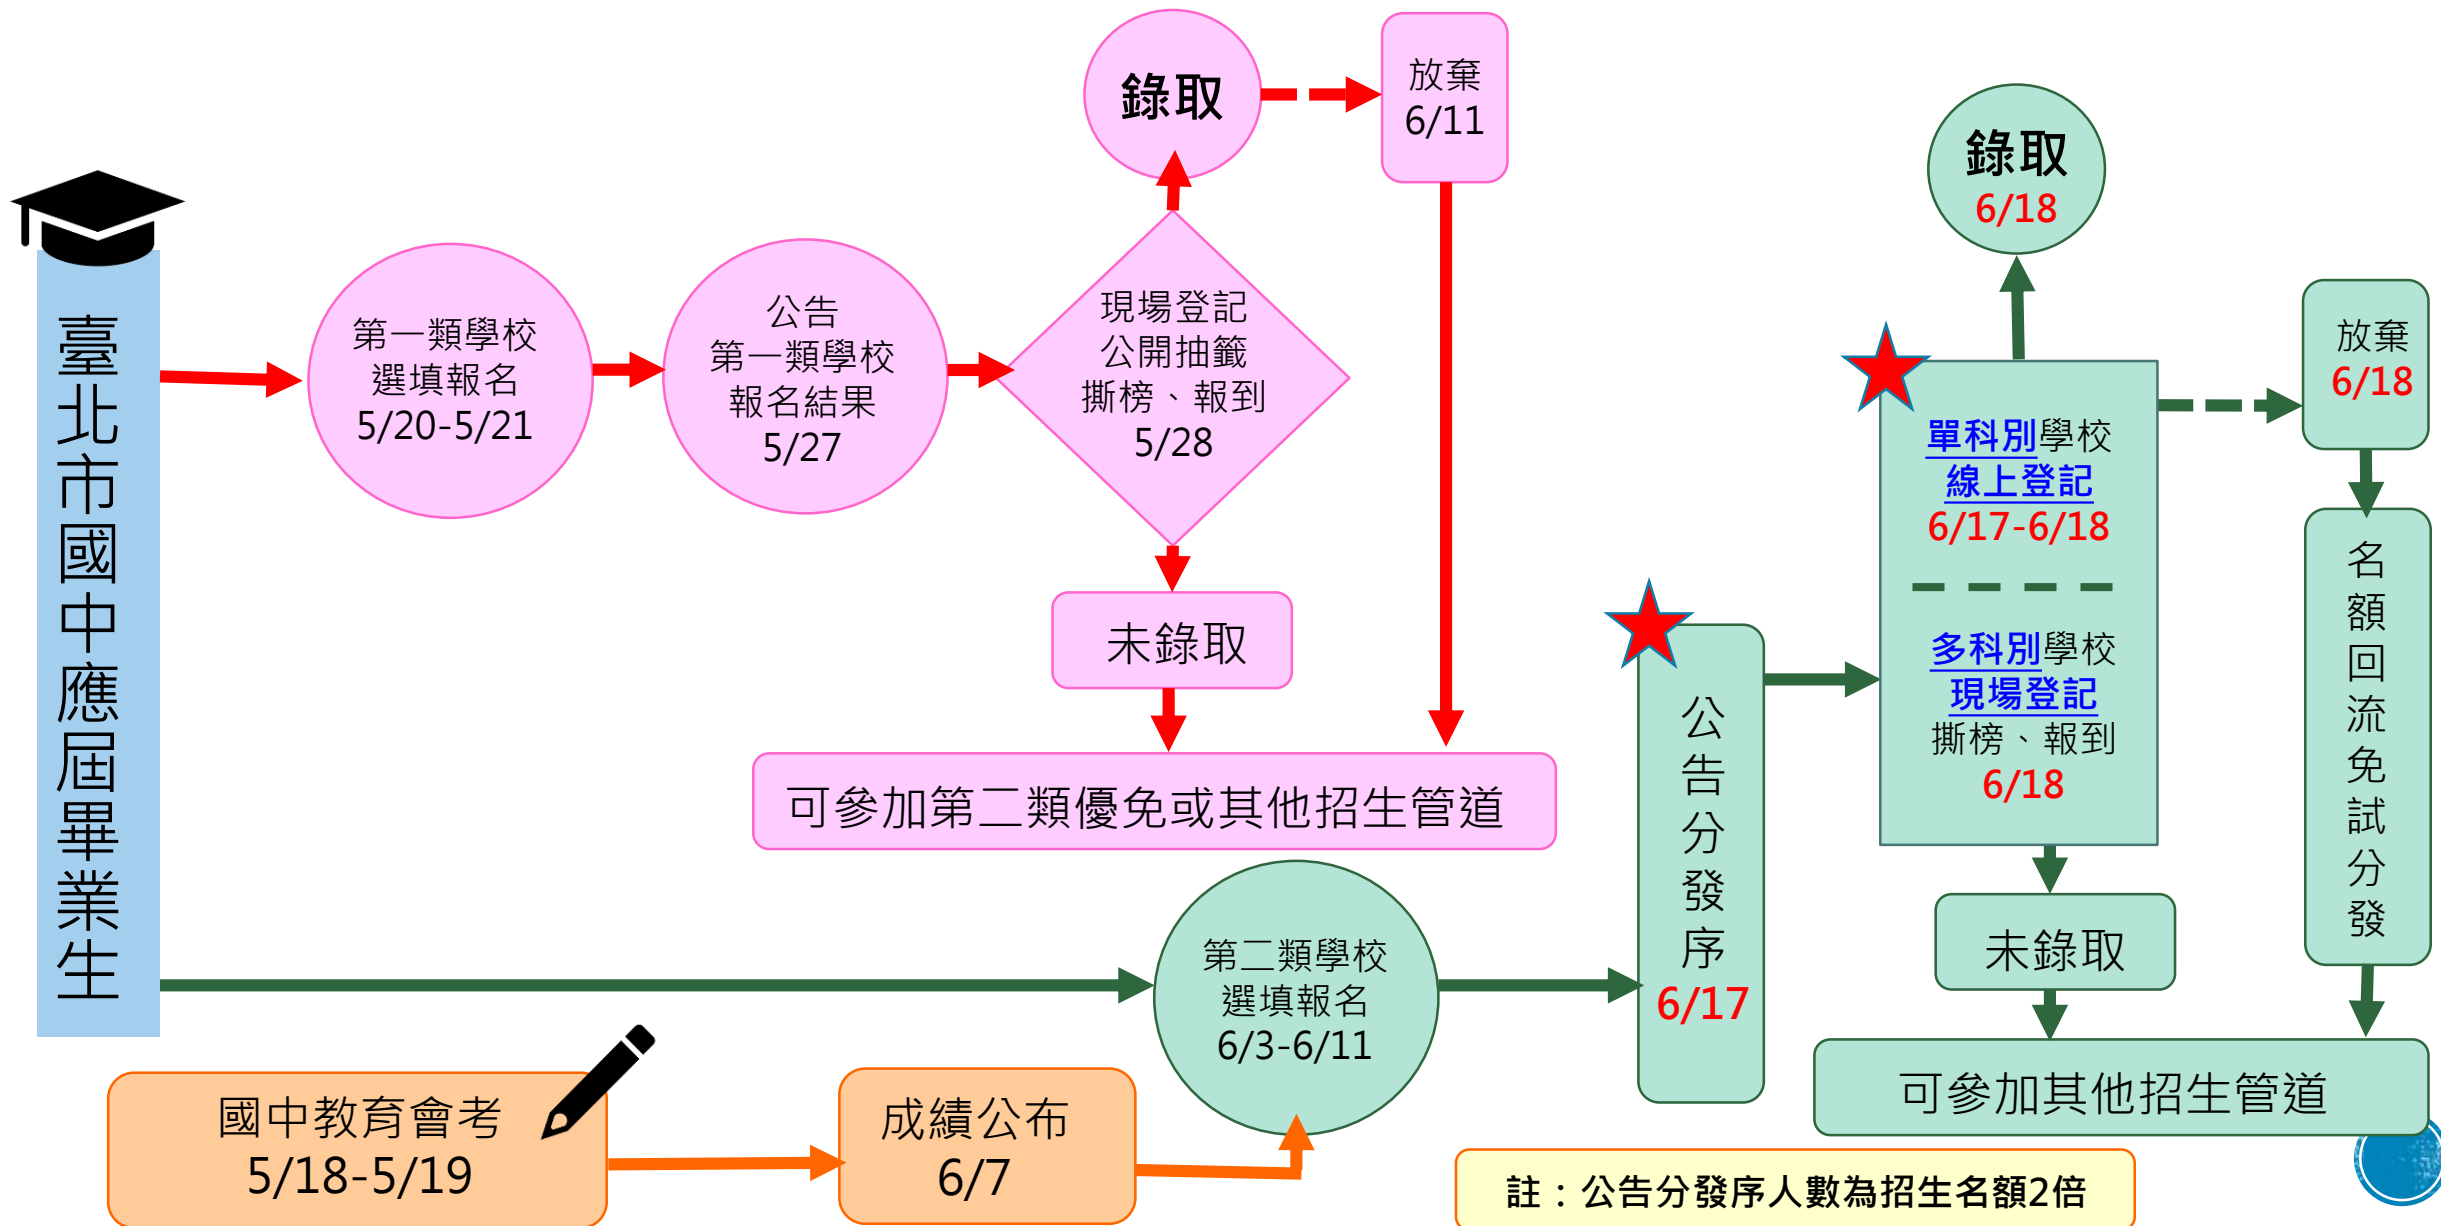 臺北市國中應屆畢業生
第一類學校
選填報名
5/20-5/21
公告
第一類學校
報名結果
5/27
現場登記
公開抽籤
撕榜、報到
5/28
錄取
放棄
6/11
未錄取
可參加第二類優免或其他招生管道
國中教育會考
5/18-5/19
成績公布
6/7
第二類學校
選填報名
6/3-6/11
公告分發序
6/17
單科別學校
線上登記
6/17-6/18
多科別學校
現場登記
撕榜、報到
6/18
錄取
6/18
放棄
6/18
名額回流免試分發
未錄取
可參加其他招生管道
註：公告分發序人數為招生名額2倍